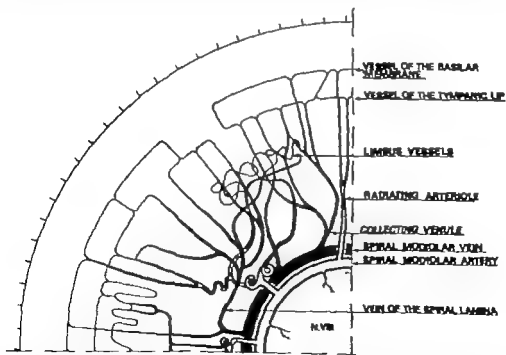 VESSEL OF THE BASILAR
MEMBRANE
VESSEL OF THE TYMPANIC LIP
LIMBUS VESSELS
RADIATING ARTERIOLE
COLLECTING VENULE
SPIRAL MODIOLAR VEIN
SPIRAL MODIOLAR ARTERY
VEIN OF THE SPIRAL LAMINA
N.VIII